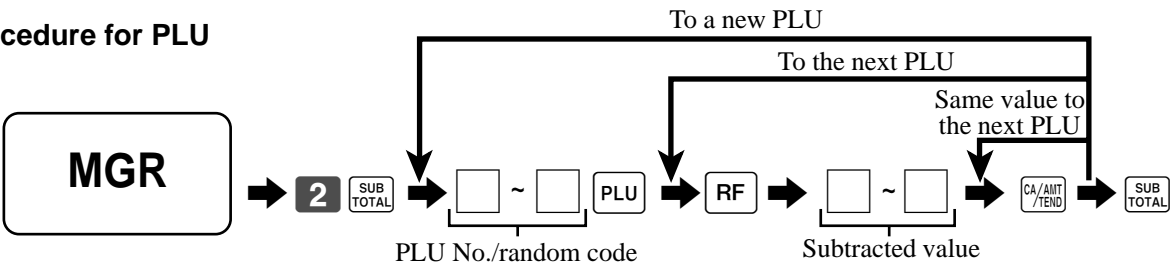 cedure for PLU
To a new PLU
To the next PLU
Same value to
the next PLU
MGR
2
SUB
TOTAL
~
PLU
RF
~
CA/AMT
/TEND
SUB
TOTAL
PLU No./random code
Subtracted value